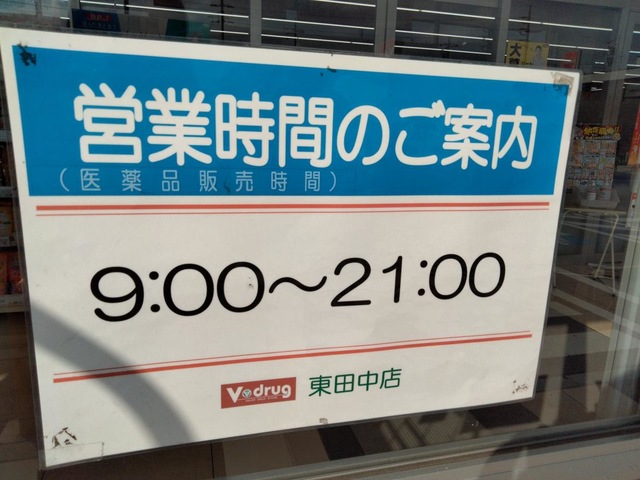 営業時間のご案内
(医薬品販売時間)
9:00〜21:00
V・drug 東田中店